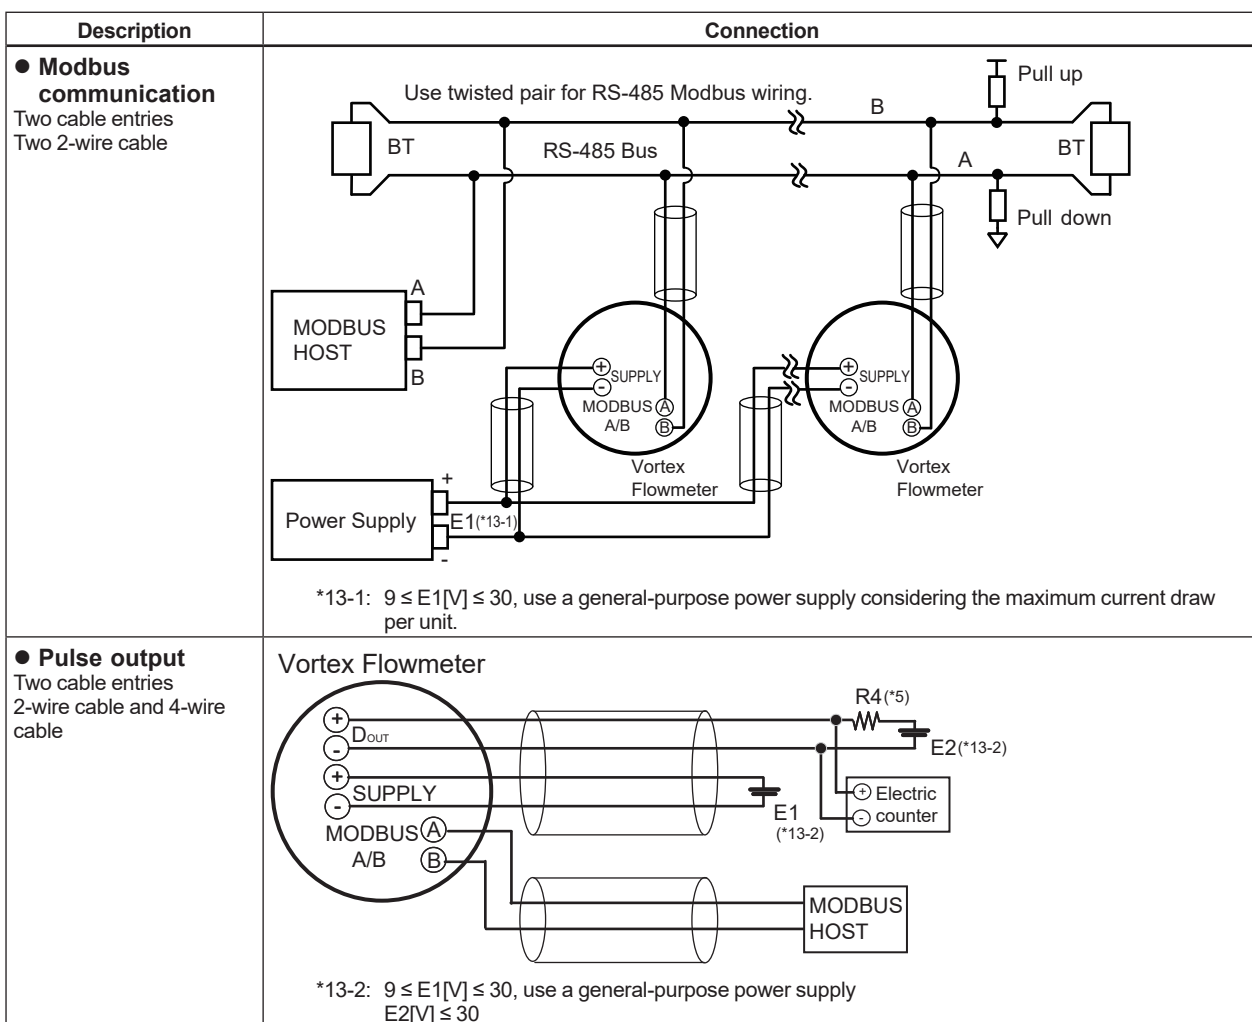 Description
Connection
● Modbus
communication
Two cable entries
Two 2-wire cable
Use twisted pair for RS-485 Modbus wiring.
B
Pull up
BT
RS-485 Bus
A
BT
Pull down
MODBUS
HOST
A
B
+
SUPPLY
-
MODBUS A
A/B B
Vortex
Flowmeter
+
SUPPLY
-
MODBUS A
A/B B
Vortex
Flowmeter
Power Supply
+
E1(*13-1)
-
*13-1: 9 ≤ E1[V] ≤ 30, use a general-purpose power supply considering the maximum current draw
per unit.
● Pulse output
Two cable entries
2-wire cable and 4-wire
cable
Vortex Flowmeter
+
DOUT
-
+
SUPPLY
-
MODBUS A
A/B B
R4(*5)
E2(*13-2)
E1
(*13-2)
+ Electric
- counter
MODBUS
HOST
*13-2: 9 ≤ E1[V] ≤ 30, use a general-purpose power supply
E2[V] ≤ 30